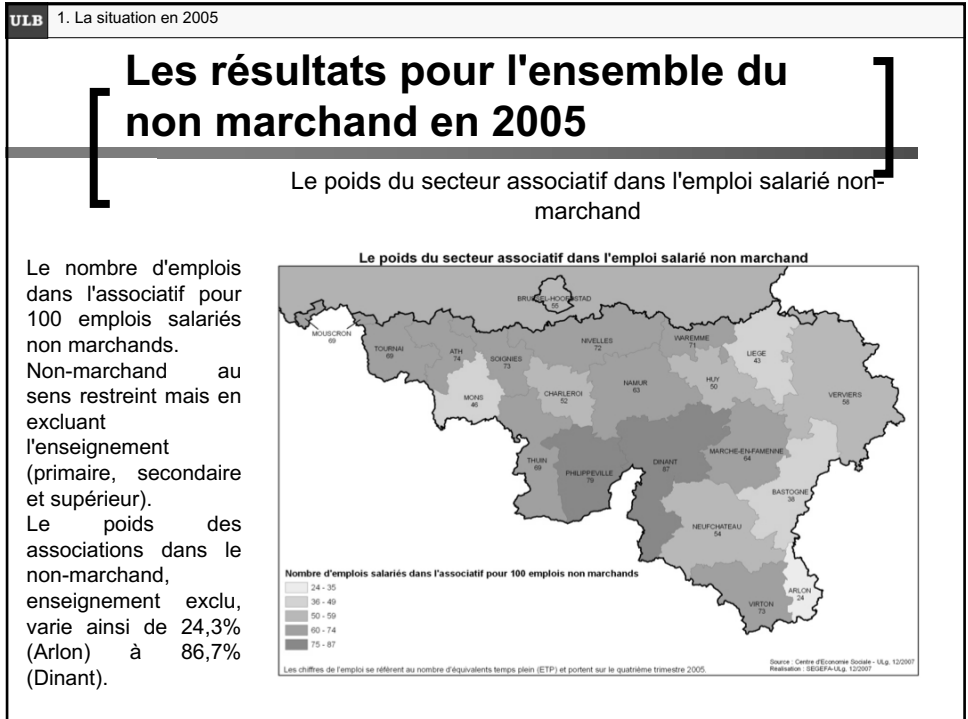 ULB 1. La situation en 2005
Les résultats pour l'ensemble du
non marchand en 2005
Le poids du secteur associatif dans l'emploi salarié non-
marchand
Le nombre d'emplois
dans l'associatif pour
100 emplois salariés
non marchands.
Non-marchand au
sens restreint mais en
excluant
l'enseignement
(primaire, secondaire
et supérieur).
Le poids des
associations dans le
non-marchand,
enseignement exclu,
varie ainsi de 24,3%
(Arlon) à 86,7%
(Dinant).
Le poids du secteur associatif dans l'emploi salarié non marchand
55
MOUSCRON
69
TOURNAI
69
ATH
74
SOIGNIES
73
NIVELLES
72
WAREMME
71
LIEGE
43
MONS
46
CHARLEROI
52
NAMUR
63
HUY
50
VERVIERS
58
THUIN
69
PHILIPPEVILLE
79
DINANT
87
MARCHE-EN-FAMENNE
64
BASTOGNE
38
NEUFCHATEAU
54
VIRTON
73
ARLON
24
Nombre d'emplois salariés dans l'associatif pour 100 emplois non marchands
24 - 35
36 - 49
50 - 59
60 - 74
75 - 87
Les chiffres de l'emploi se réfèrent au nombre d'équivalents temps plein (ETP) et portent sur le quatrième trimestre 2005.
Source : Centre d'Economie Sociale - ULg, 12/2007
Réalisation : SEGEFA-ULg, 12/2007